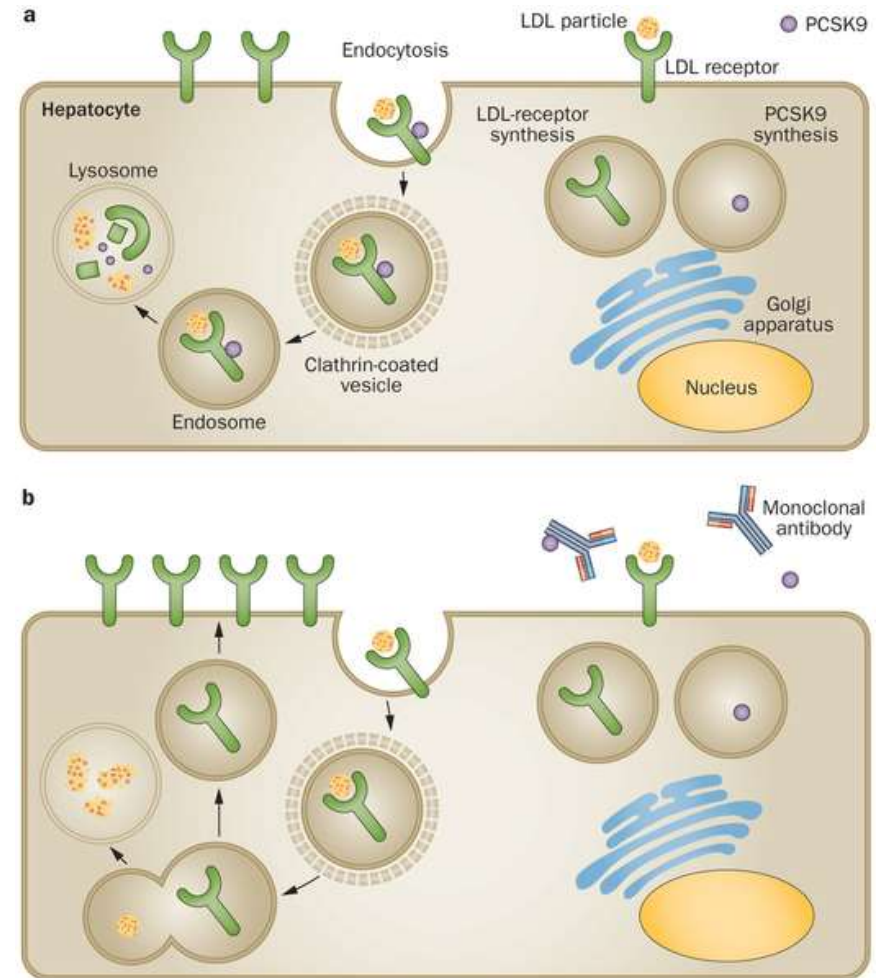 a
LDL particle
PCSK9
Endocytosis
LDL receptor
Hepatocyte
LDL-receptor
synthesis
PCSK9
synthesis
Lysosome
Golgi
apparatus
Clathrin-coated
vesicle
Nucleus
Endosome
b
Monoclonal
antibody